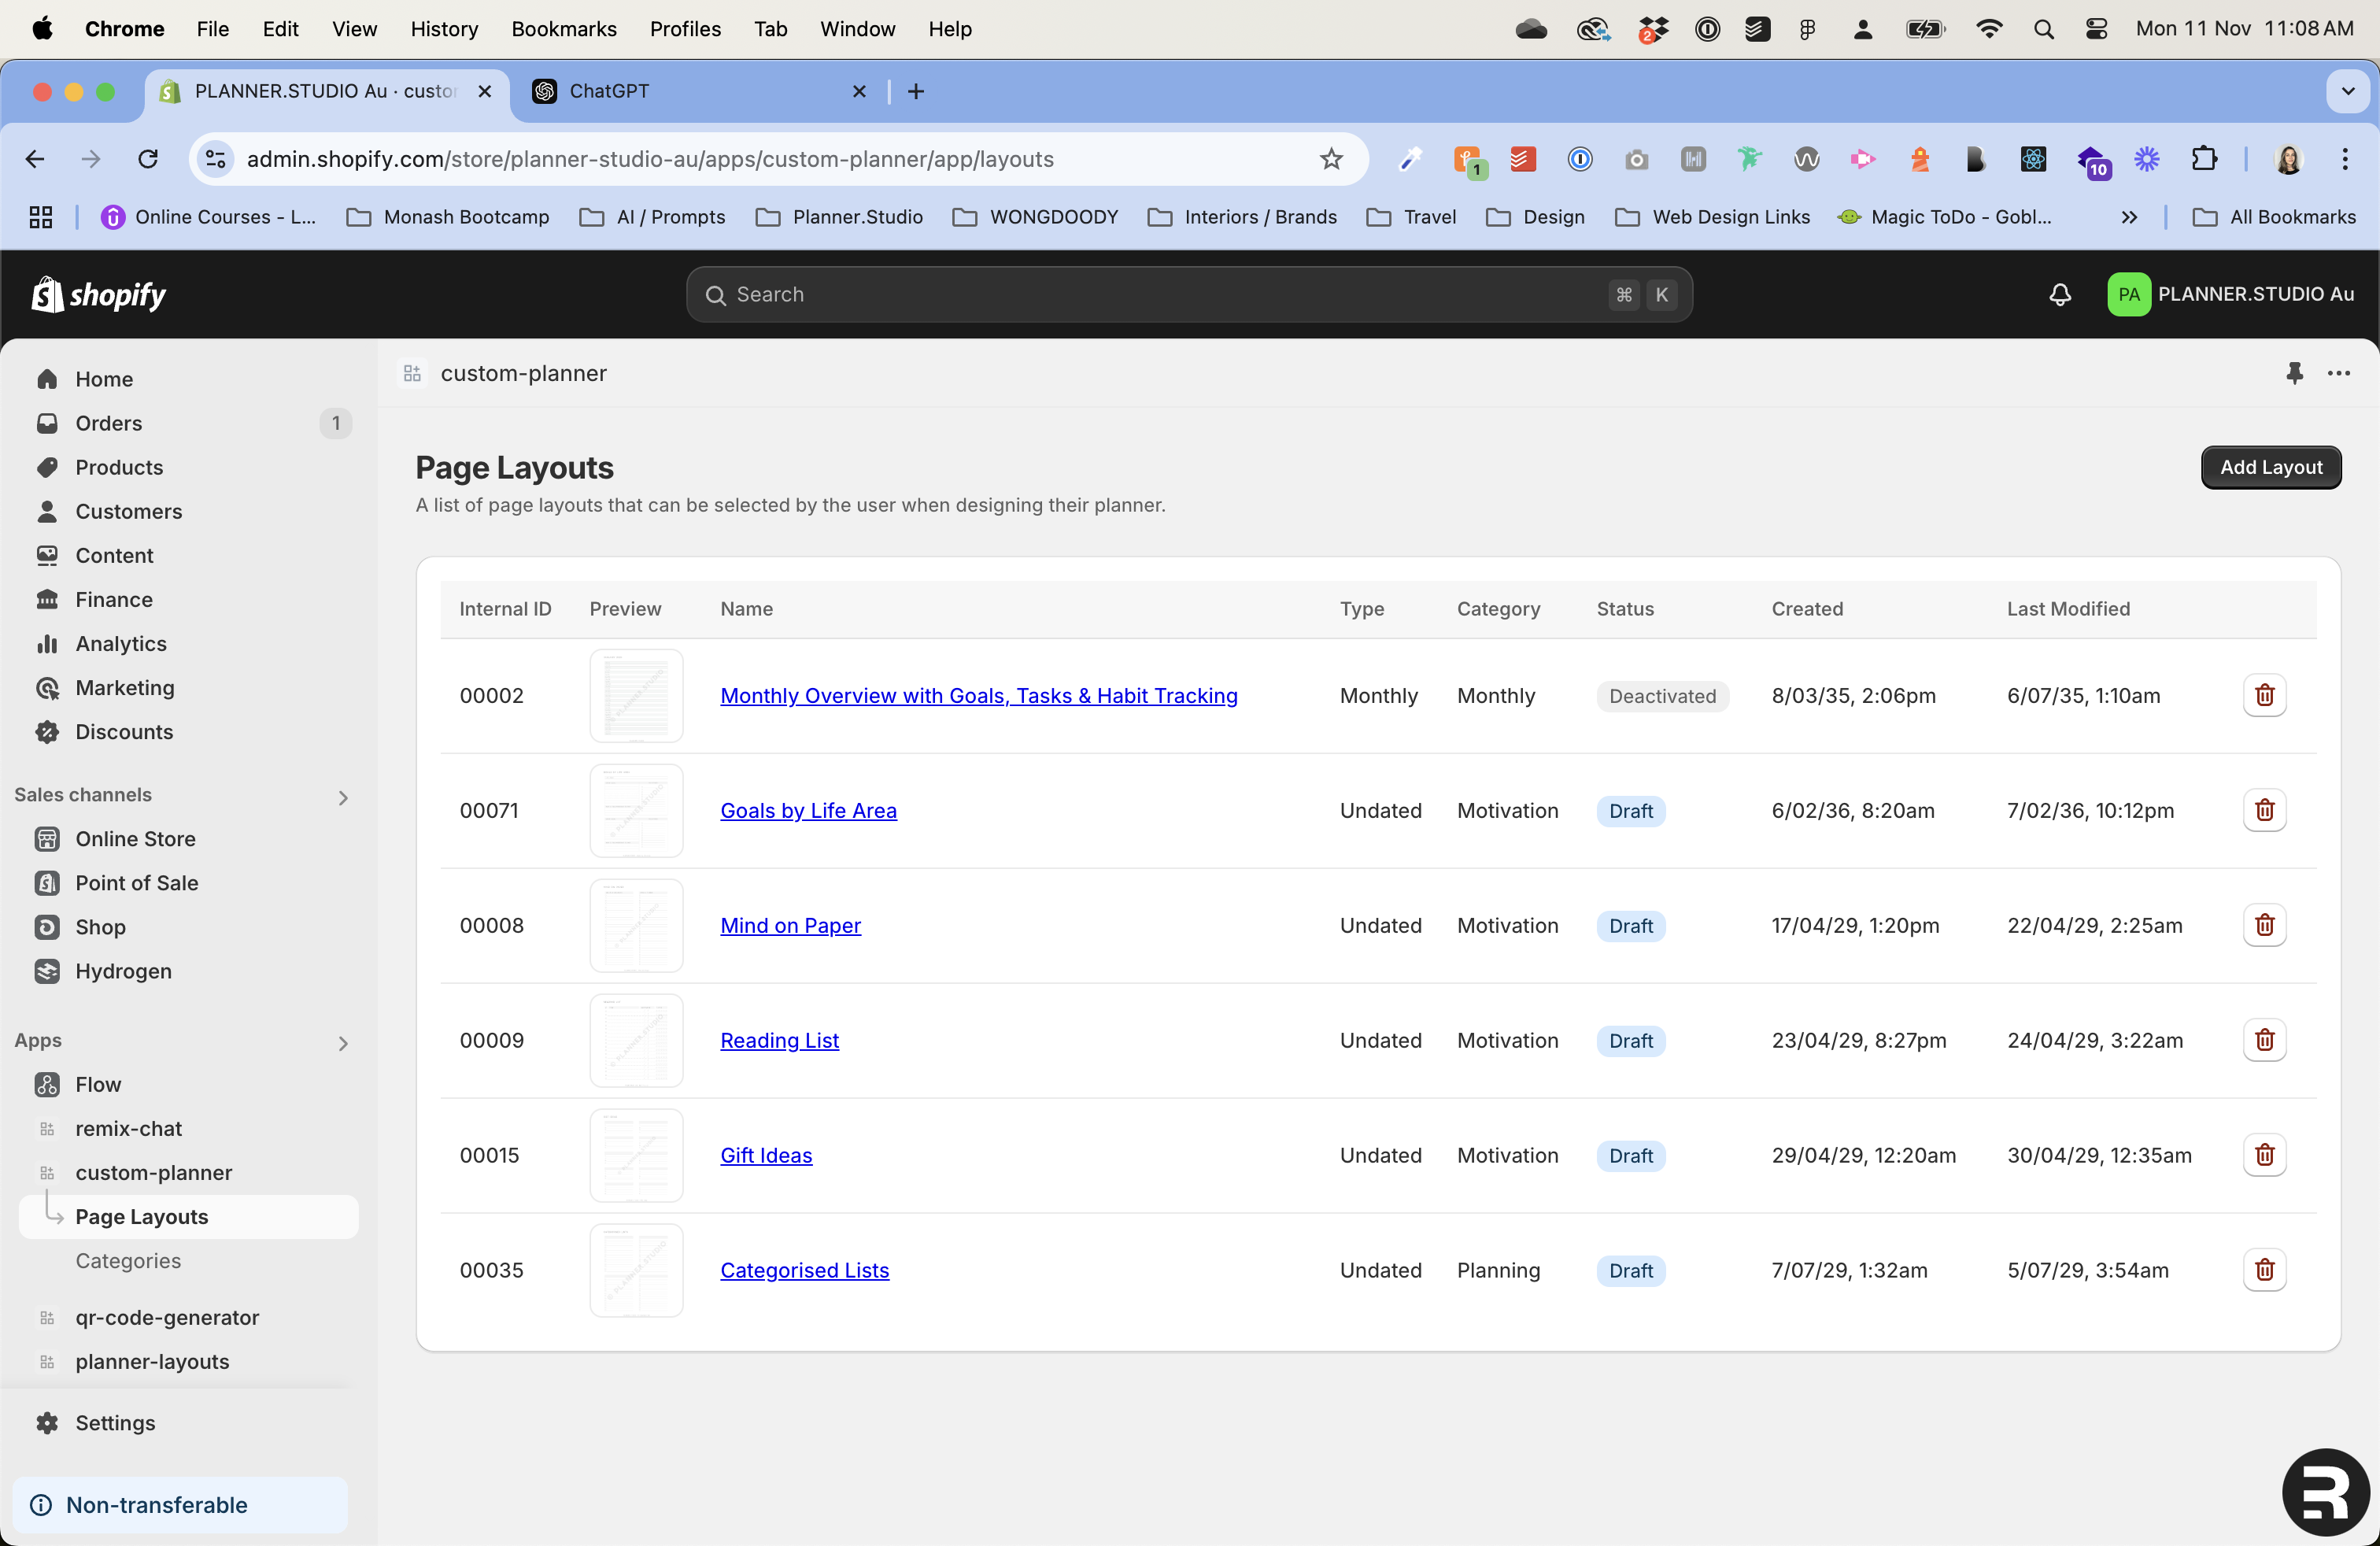 Chrome File Edit View History Bookmarks Profiles Tab Window Help 2 Mon 11 Nov 11:08 AM
PLANNER.STUDIO Au · custo ChatGPT
admin.shopify.com/store/planner-studio-au/apps/custom-planner/app/layouts 1 10
Online Courses - L... Monash Bootcamp AI / Prompts Planner.Studio WONGDOODY Interiors / Brands Travel Design Web Design Links Magic ToDo - Gobl... All Bookmarks
shopify Search ⌘ K PA PLANNER.STUDIO Au
Home
Orders 1
Products
Customers
Content
Finance
Analytics
Marketing
Discounts
Sales channels
Online Store
Point of Sale
Shop
Hydrogen
Apps
Flow
remix-chat
custom-planner
Page Layouts
Categories
qr-code-generator
planner-layouts
Settings
Non-transferable
custom-planner
Page Layouts
Add Layout
A list of page layouts that can be selected by the user when designing their planner.
Internal ID Preview Name Type Category Status Created Last Modified
00002 Monthly Overview with Goals, Tasks & Habit Tracking Monthly Monthly Deactivated 8/03/35, 2:06pm 6/07/35, 1:10am
00071 Goals by Life Area Undated Motivation Draft 6/02/36, 8:20am 7/02/36, 10:12pm
00008 Mind on Paper Undated Motivation Draft 17/04/29, 1:20pm 22/04/29, 2:25am
00009 Reading List Undated Motivation Draft 23/04/29, 8:27pm 24/04/29, 3:22am
00015 Gift Ideas Undated Motivation Draft 29/04/29, 12:20am 30/04/29, 12:35am
00035 Categorised Lists Undated Planning Draft 7/07/29, 1:32am 5/07/29, 3:54am